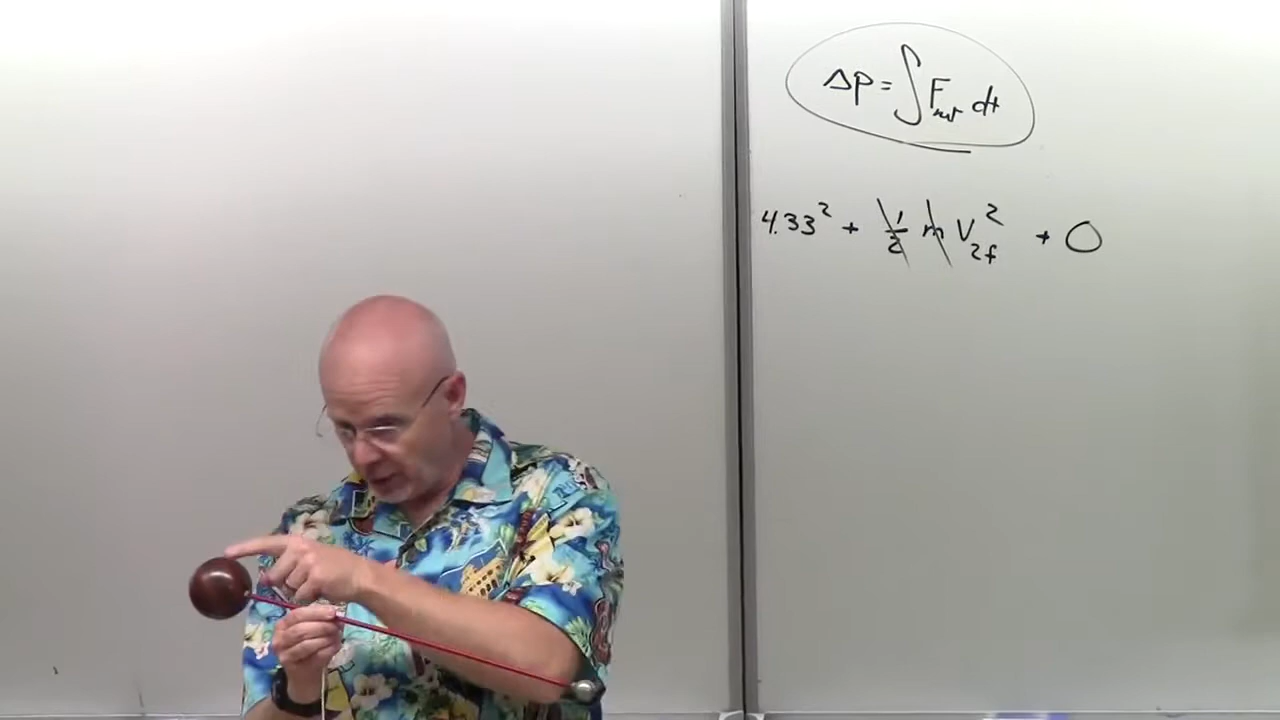 Δp = ∫ F_net dt
4.33² + ½ m V_2f² + 0